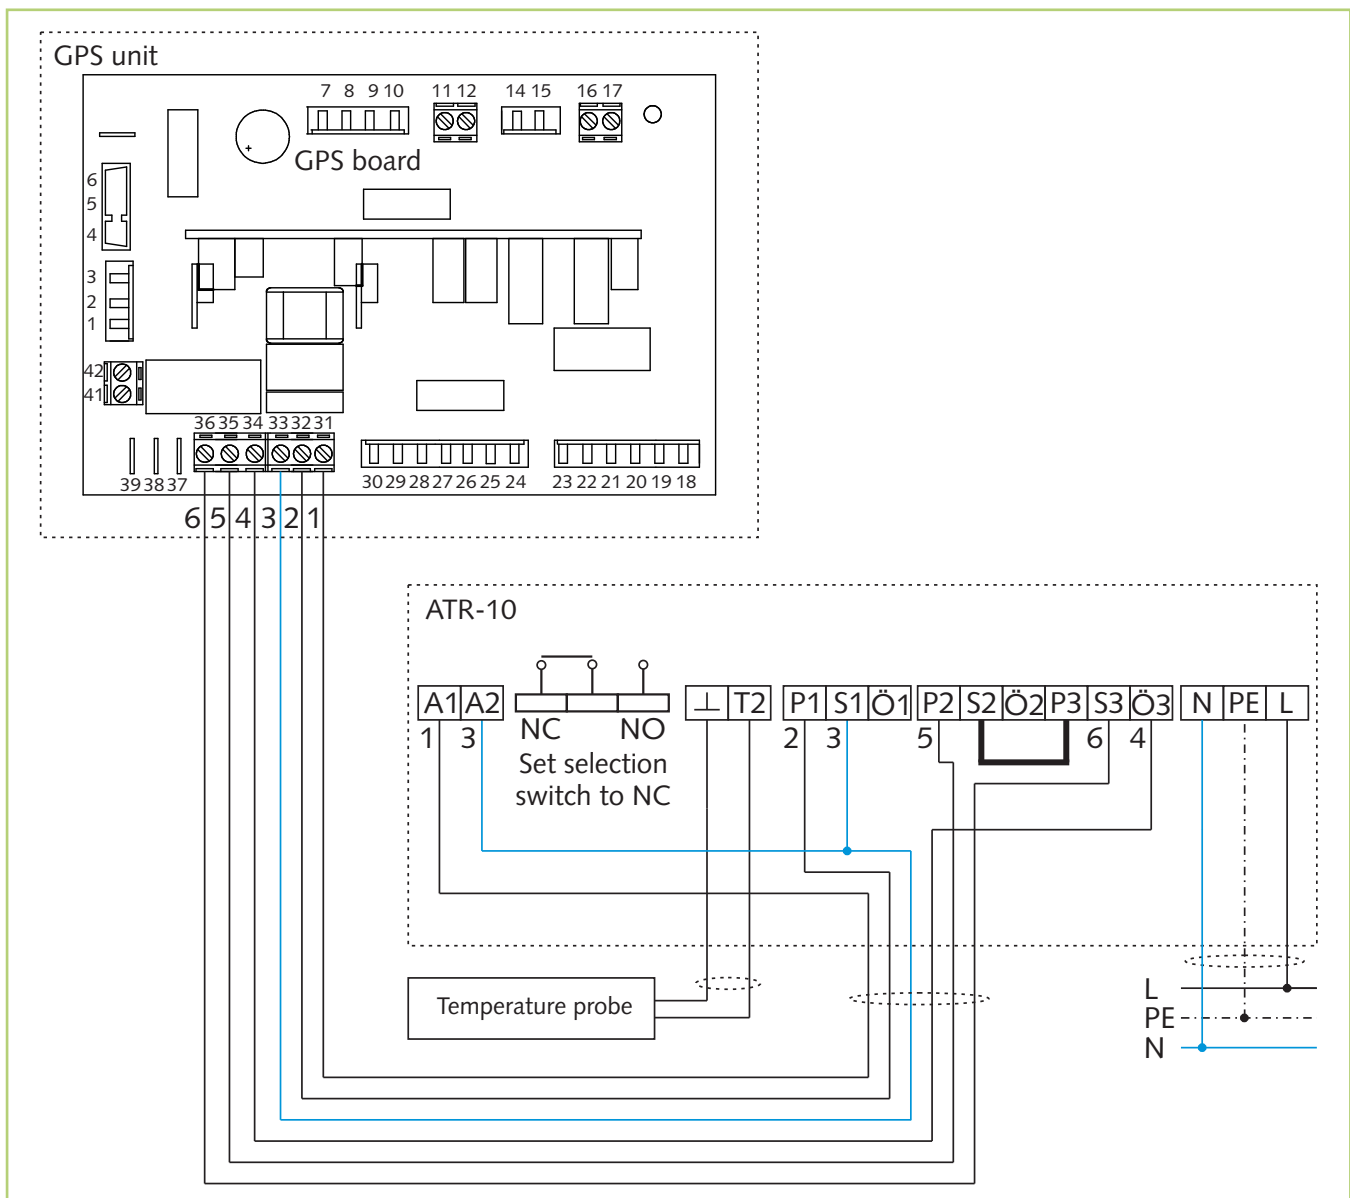 GPS unit
7 8 9 10 11 12 14 15 16 17
GPS board
6
5
4
3
2
1
42
41
36 35 34 33 32 31
39 38 37
30 29 28 27 26 25 24 23 22 21 20 19 18
6 5 4 3 2 1
ATR-10
A1 A2 ⊥ T2 P1 S1 Ö1 P2 S2 Ö2 P3 S3 Ö3 N PE L
1 3 NC NO 2 3 5 6 4
Set selection
switch to NC
Temperature probe
L
PE
N